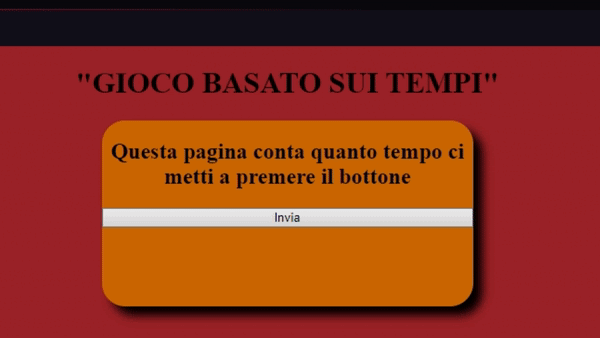 "GIOCO BASATO SUI TEMPI"
Questa pagina conta quanto tempo ci
metti a premere il bottone
Invia